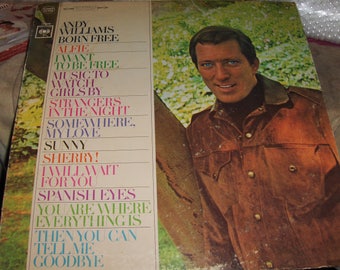 ANDY
WILLIAMS
BORN FREE
ALFIE
I WANT
TO BE FREE
MUSIC TO
WATCH
GIRLS BY
STRANGERS
IN THE NIGHT
SOMEWHERE,
MY LOVE
SUNNY
SHERRY!
I WILL WAIT
FOR YOU
SPANISH EYES
YOU ARE WHERE
EVERYTHING IS
THEN YOU CAN
TELL ME
GOODBYE